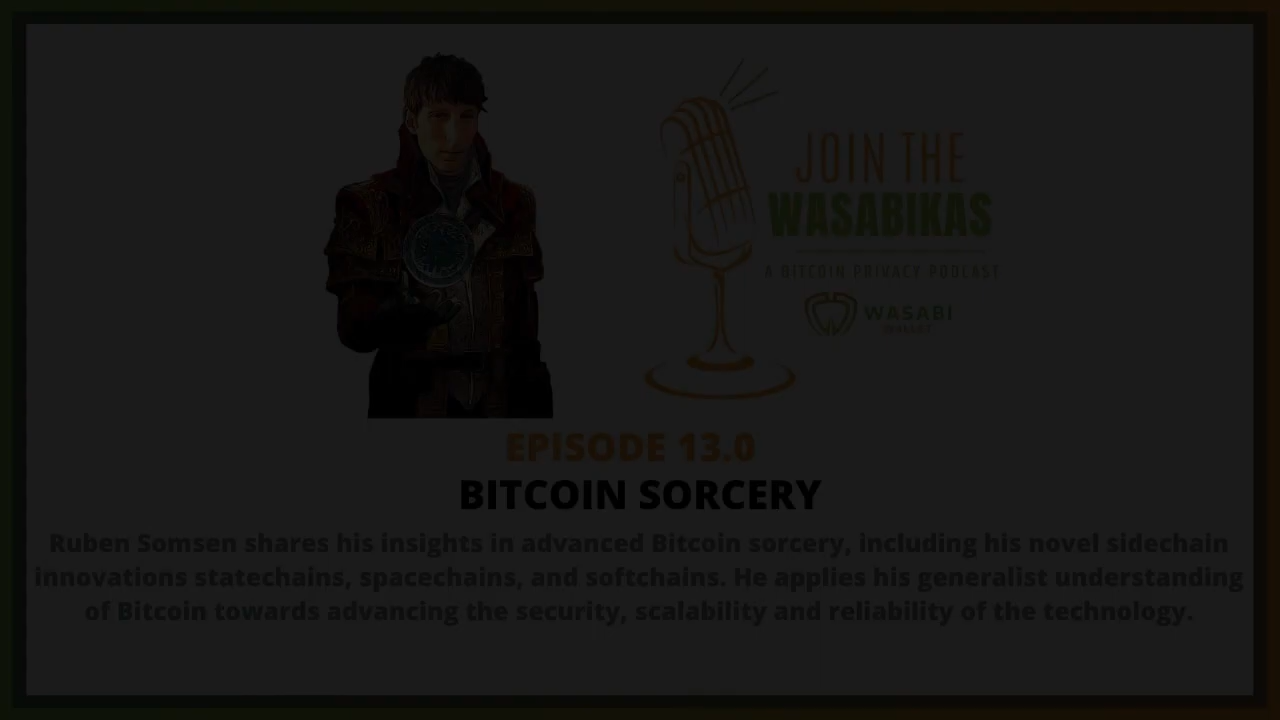 JOIN THE
WASABIKAS
A BITCOIN PRIVACY PODCAST
WASABI
WALLET
EPISODE 13.0
BITCOIN SORCERY
Ruben Somsen shares his insights in advanced Bitcoin sorcery, including his novel sidechain
innovations statechains, spacechains, and softchains. He applies his generalist understanding
of Bitcoin towards advancing the security, scalability and reliability of the technology.